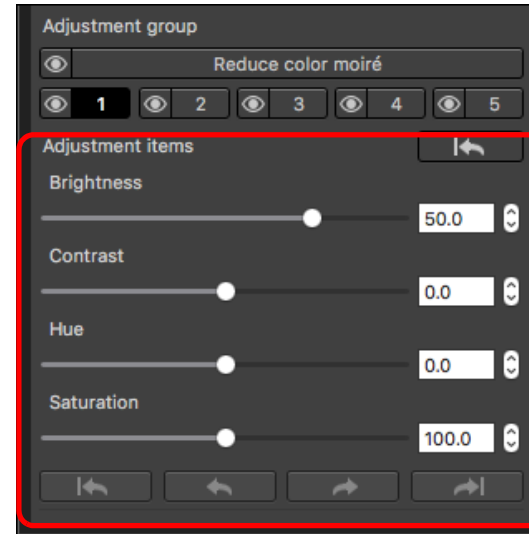 Adjustment group
Reduce color moiré
1 2 3 4 5
Adjustment items
Brightness
50.0
Contrast
0.0
Hue
0.0
Saturation
100.0